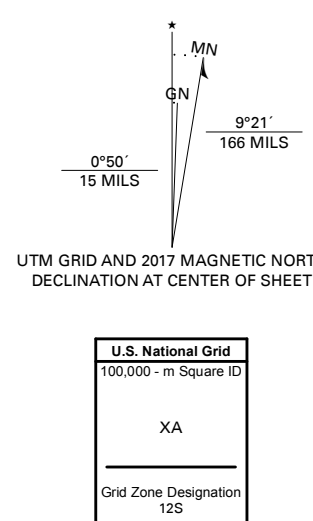 ★
MN
GN
9°21´
166 MILS
0°50´
15 MILS
UTM GRID AND 2017 MAGNETIC NORT
DECLINATION AT CENTER OF SHEET
U.S. National Grid
100,000 - m Square ID
XA
Grid Zone Designation
12S